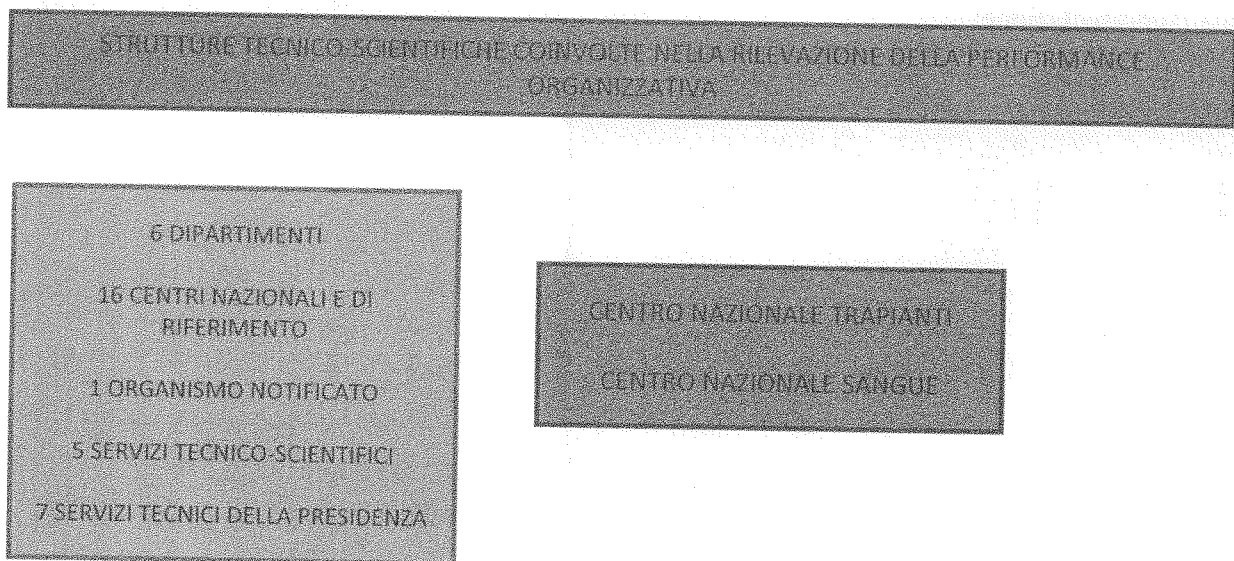 STRUTTURE TECNICO-SCIENTIFICHE COINVOLTE NELLA RILEVAZIONE DELLA PERFORMANCE
ORGANIZZATIVA
6 DIPARTIMENTI
16 CENTRI NAZIONALI E DI
RIFERIMENTO
1 ORGANISMO NOTIFICATO
5 SERVIZI TECNICO-SCIENTIFICI
7 SERVIZI TECNICI DELLA PRESIDENZA
CENTRO NAZIONALE TRAPIANTI
CENTRO NAZIONALE SANGUE